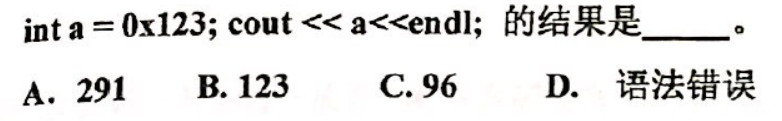 int a = 0x123; cout << a<<endl; 的结果是_____。
A. 291 B. 123 C. 96 D. 语法错误